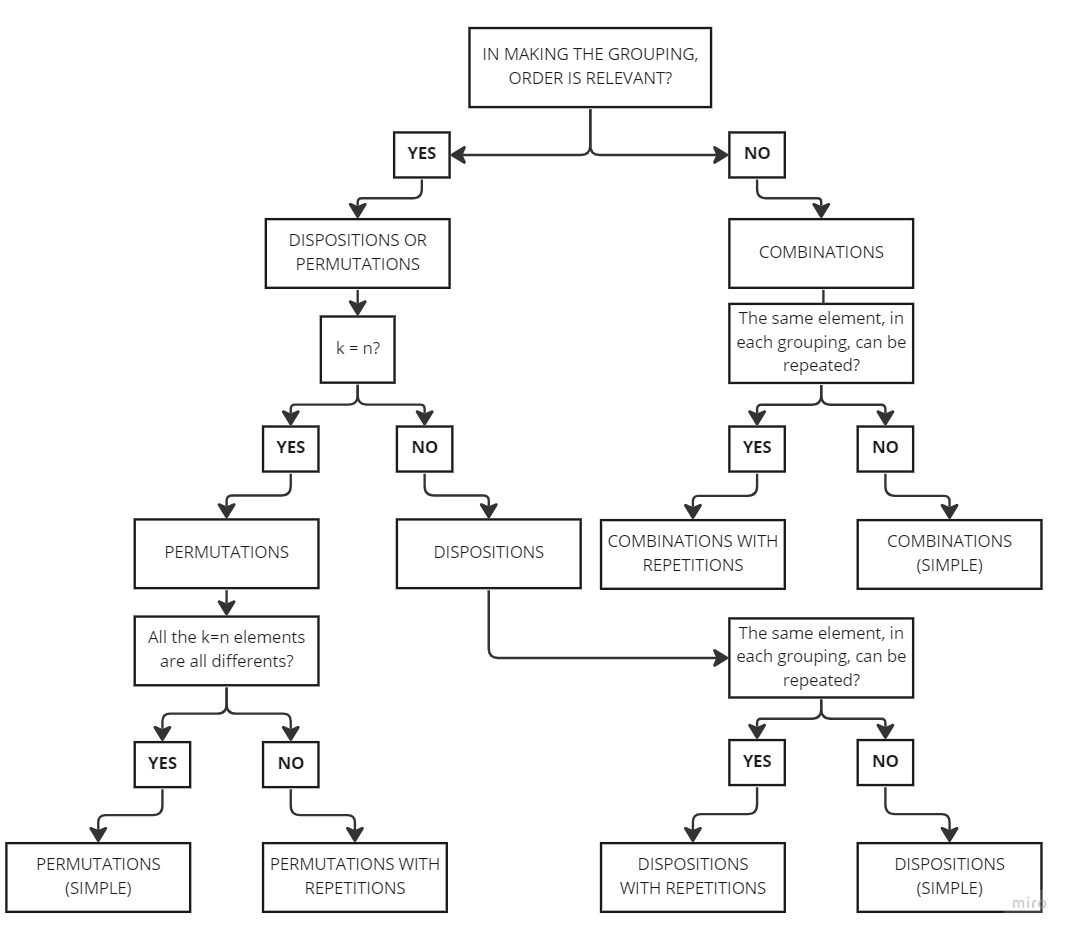 IN MAKING THE GROUPING,
ORDER IS RELEVANT?
YES
NO
DISPOSITIONS OR
PERMUTATIONS
COMBINATIONS
k = n?
The same element, in
each grouping, can be
repeated?
YES
NO
YES
NO
PERMUTATIONS
DISPOSITIONS
COMBINATIONS WITH
REPETITIONS
COMBINATIONS
(SIMPLE)
All the k=n elements
are all differents?
The same element, in
each grouping, can be
repeated?
YES
NO
YES
NO
PERMUTATIONS
(SIMPLE)
PERMUTATIONS WITH
REPETITIONS
DISPOSITIONS
WITH REPETITIONS
DISPOSITIONS
(SIMPLE)
miro